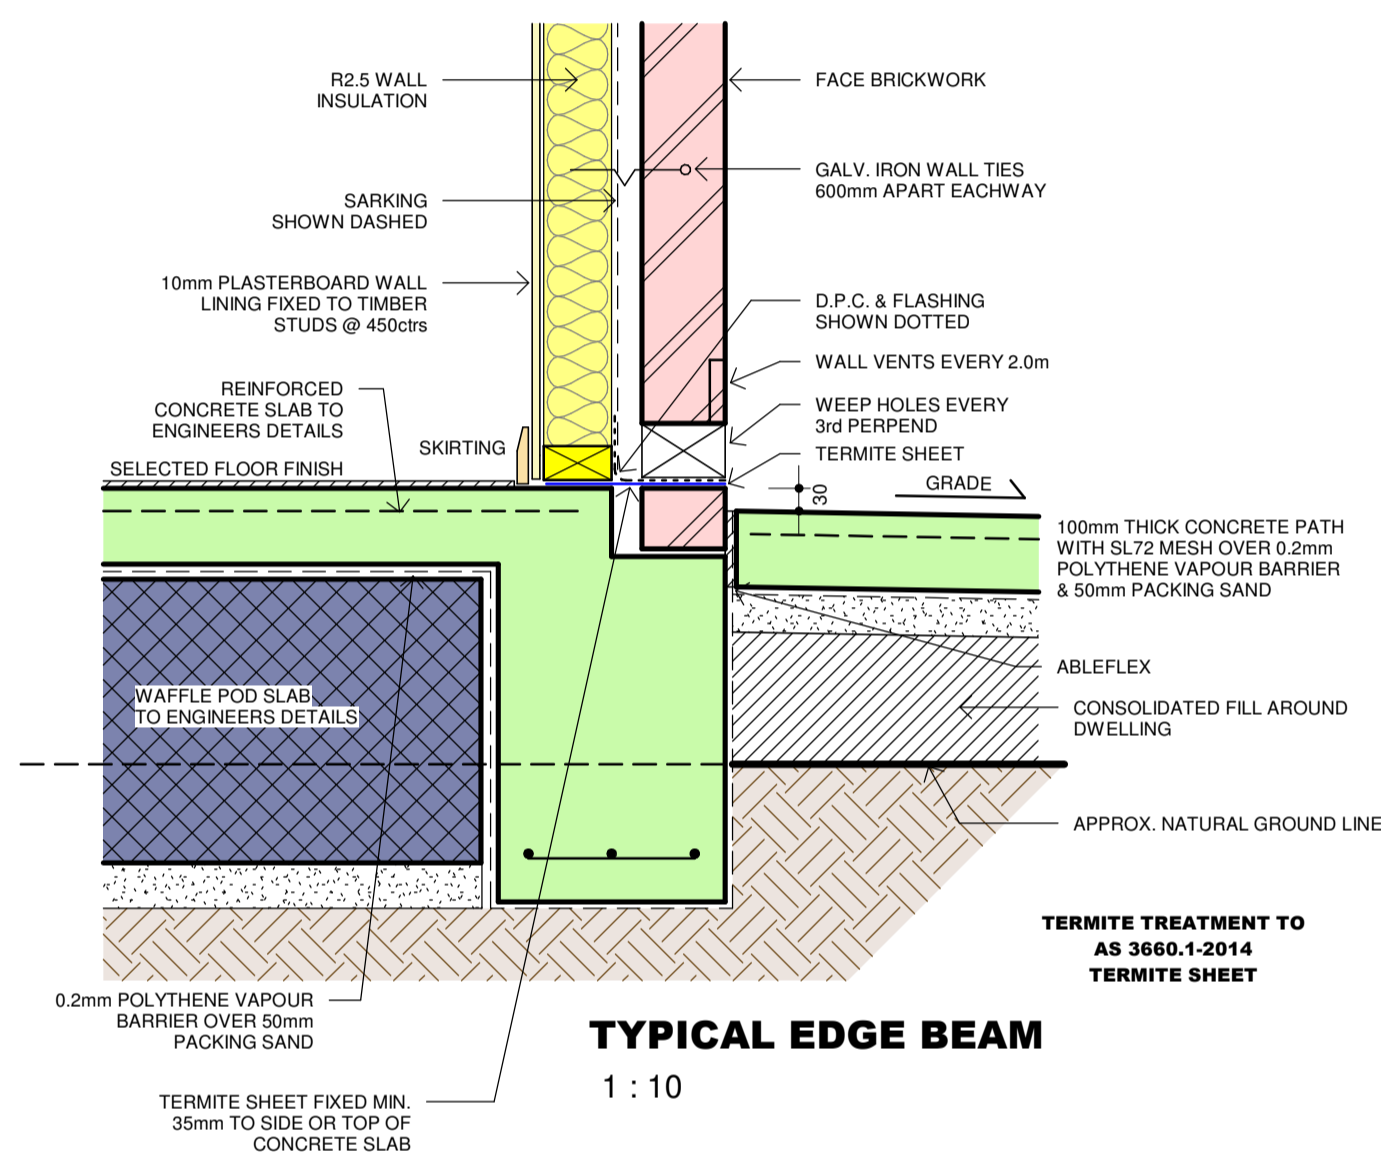 R2.5 WALL
INSULATION
SARKING
SHOWN DASHED
10mm PLASTERBOARD WALL
LINING FIXED TO TIMBER
STUDS @ 450ctrs
REINFORCED
CONCRETE SLAB TO
ENGINEERS DETAILS
SKIRTING
SELECTED FLOOR FINISH
FACE BRICKWORK
GALV. IRON WALL TIES
600mm APART EACHWAY
D.P.C. & FLASHING
SHOWN DOTTED
WALL VENTS EVERY 2.0m
WEEP HOLES EVERY
3rd PERPEND
TERMITE SHEET
30
GRADE
100mm THICK CONCRETE PATH
WITH SL72 MESH OVER 0.2mm
POLYTHENE VAPOUR BARRIER
& 50mm PACKING SAND
ABLEFLEX
CONSOLIDATED FILL AROUND
DWELLING
APPROX. NATURAL GROUND LINE
WAFFLE POD SLAB
TO ENGINEERS DETAILS
0.2mm POLYTHENE VAPOUR
BARRIER OVER 50mm
PACKING SAND
TERMITE SHEET FIXED MIN.
35mm TO SIDE OR TOP OF
CONCRETE SLAB
TERMITE TREATMENT TO
AS 3660.1-2014
TERMITE SHEET
TYPICAL EDGE BEAM
1 : 10